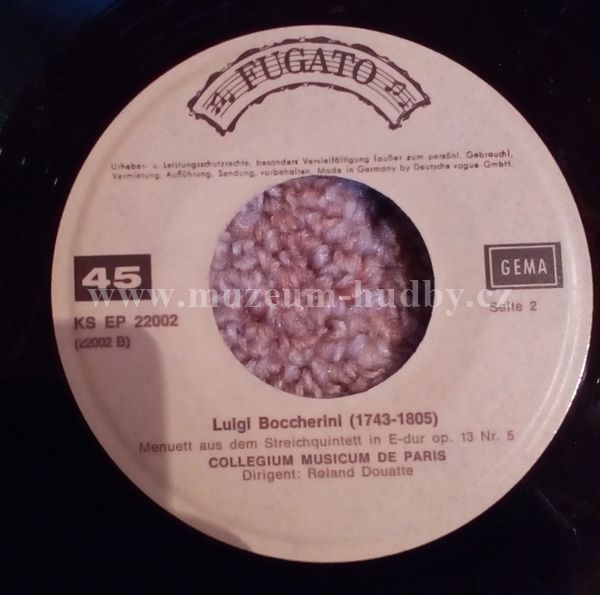 FUGATO
Urheber- u. Leistungsschutzrechte, besonders Vervielfältigung (außer zum persönl. Gebrauch),
Vermietung, Aufführung, Sendung, vorbehalten. Made in Germany by Deutsche vogue GmbH.
45
GEMA
www.muzeum-hudby.cz
KS EP 22002
Seite 2
(22002 B)
Luigi Boccherini (1743-1805)
Menuett aus dem Streichquintett in E-dur op. 13 Nr. 5
COLLEGIUM MUSICUM DE PARIS
Dirigent: Roland Douatte